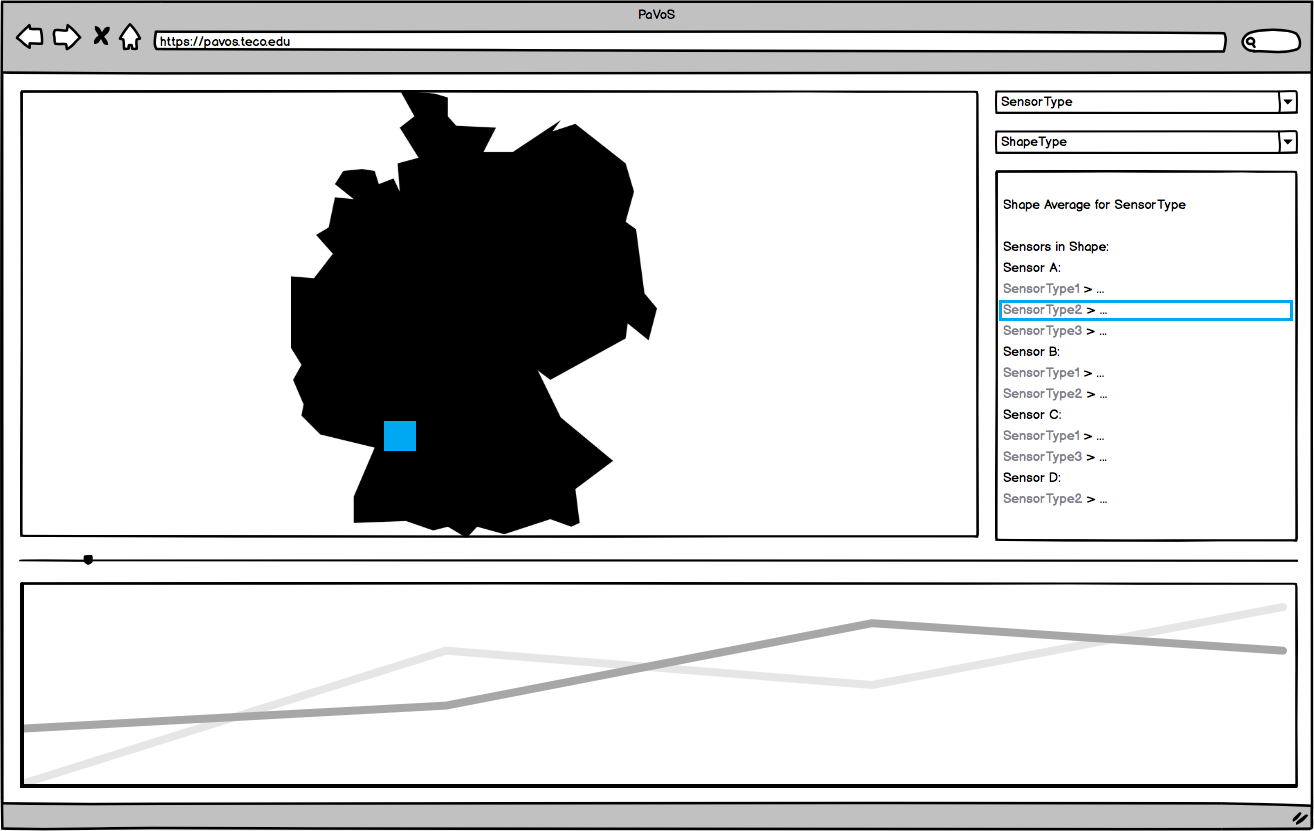 PaVoS
https://pavos.teco.edu
SensorType
ShapeType
Shape Average for SensorType
Sensors in Shape:
Sensor A:
SensorType1 > ...
SensorType2 > ...
SensorType3 > ...
Sensor B:
SensorType1 > ...
SensorType2 > ...
Sensor C:
SensorType1 > ...
SensorType3 > ...
Sensor D:
SensorType2 > ...